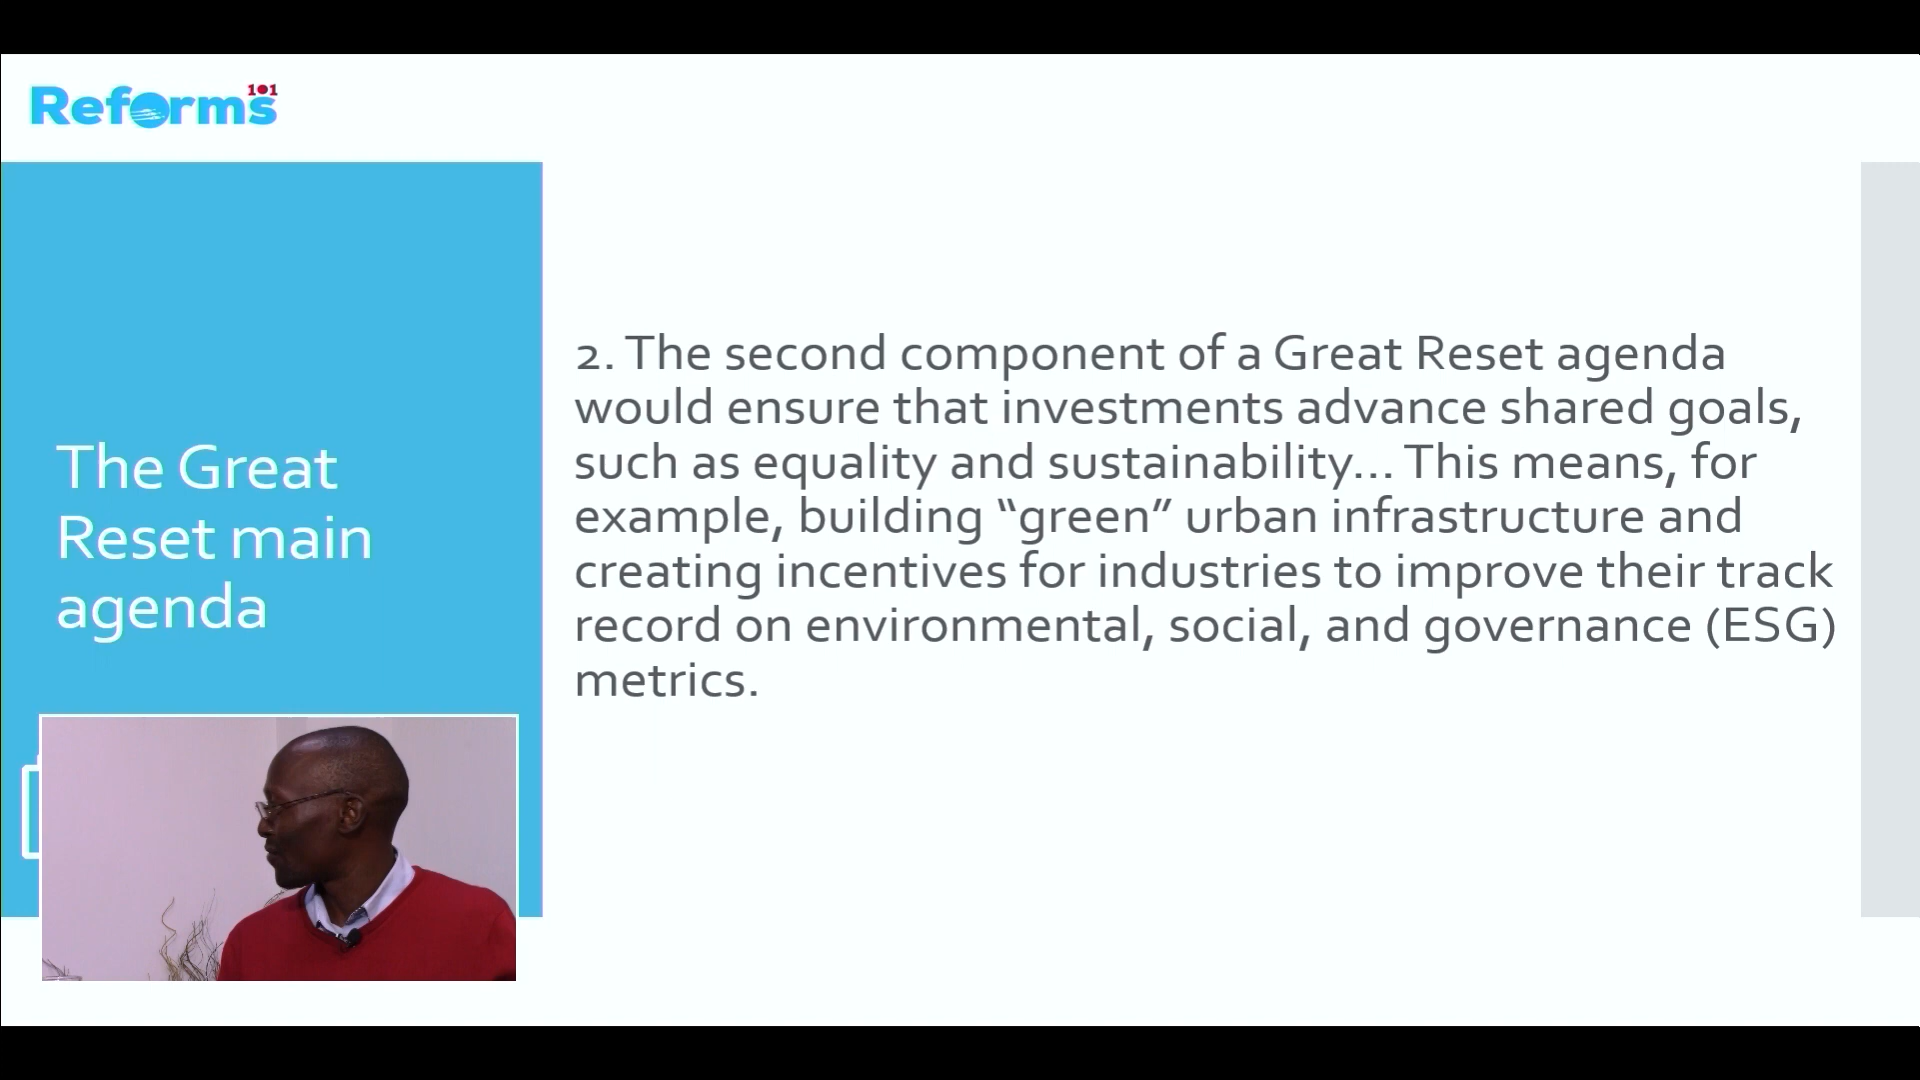 Reforms 101
The Great
Reset main
agenda
2. The second component of a Great Reset agenda
would ensure that investments advance shared goals,
such as equality and sustainability... This means, for
example, building “green” urban infrastructure and
creating incentives for industries to improve their track
record on environmental, social, and governance (ESG)
metrics.